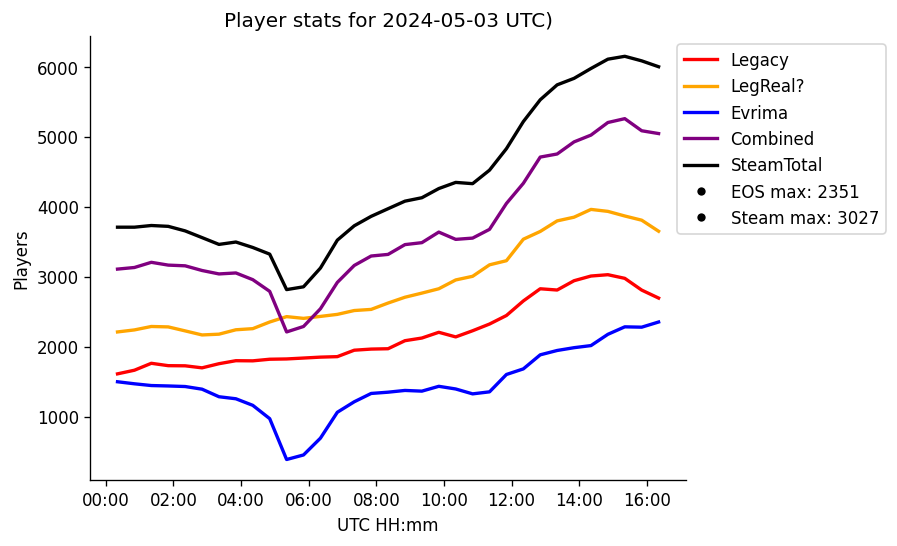 Player stats for 2024-05-03 UTC)
Players
6000
5000
4000
3000
2000
1000
00:00 02:00 04:00 06:00 08:00 10:00 12:00 14:00 16:00
UTC HH:mm
Legacy
LegReal?
Evrima
Combined
SteamTotal
EOS max: 2351
Steam max: 3027